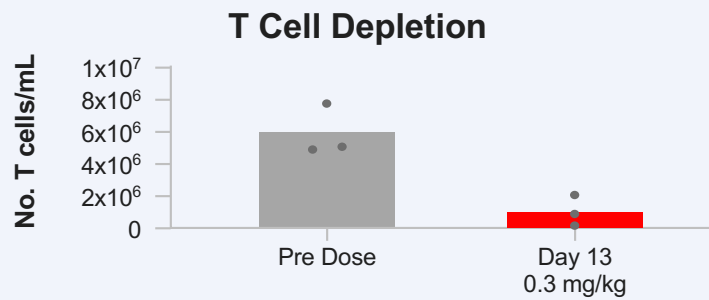 T Cell Depletion
No. T cells/mL
1x10⁷
8x10⁶
6x10⁶
4x10⁶
2x10⁶
0
Pre Dose
Day 13
0.3 mg/kg